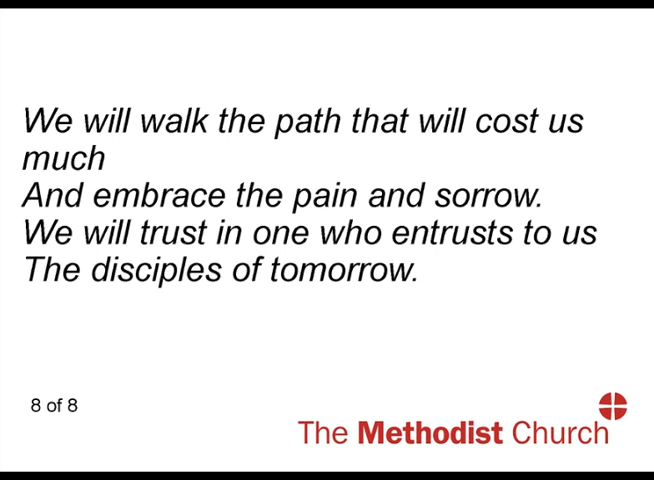 We will walk the path that will cost us
much
And embrace the pain and sorrow.
We will trust in one who entrusts to us
The disciples of tomorrow.
8 of 8
The Methodist Church